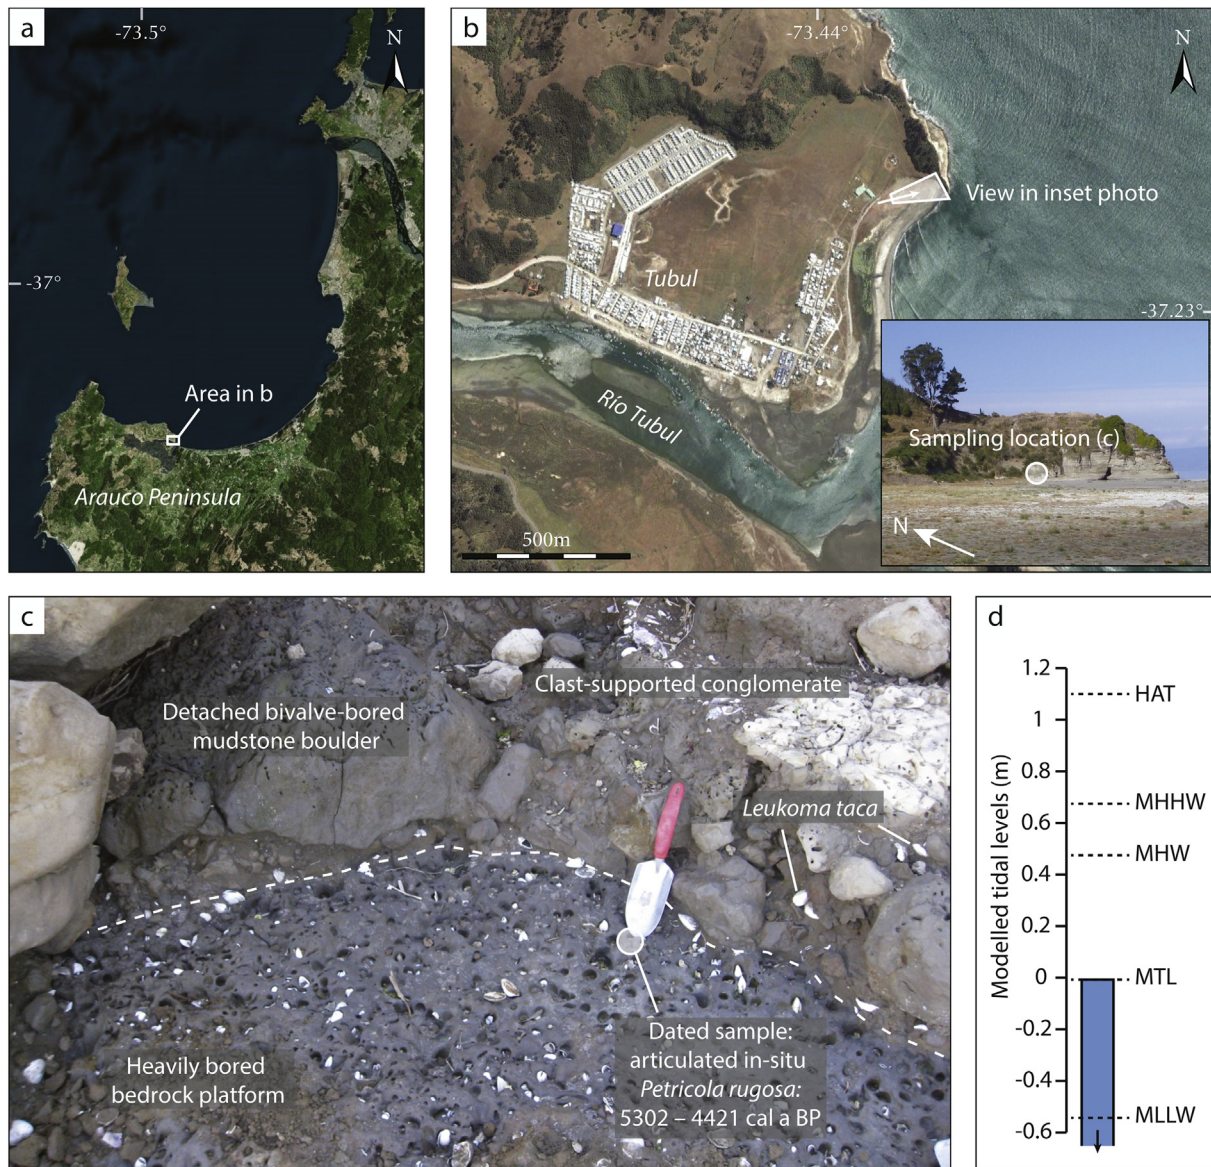 a
-73.5°
N
-37°
Area in b
Arauco Peninsula
b
-73.44°
N
View in inset photo
Tubul
-37.23°
Río Tubul
500m
Sampling location (c)
N
c
Detached bivalve-bored
mudstone boulder
Clast-supported conglomerate
Leukoma taca
Dated sample:
articulated in-situ
Petricola rugosa:
5302 – 4421 cal a BP
Heavily bored
bedrock platform
d
Modelled tidal levels (m)
1.2
HAT
1
0.8
MHHW
0.6
MHW
0.4
0.2
0
MTL
-0.2
-0.4
MLLW
-0.6